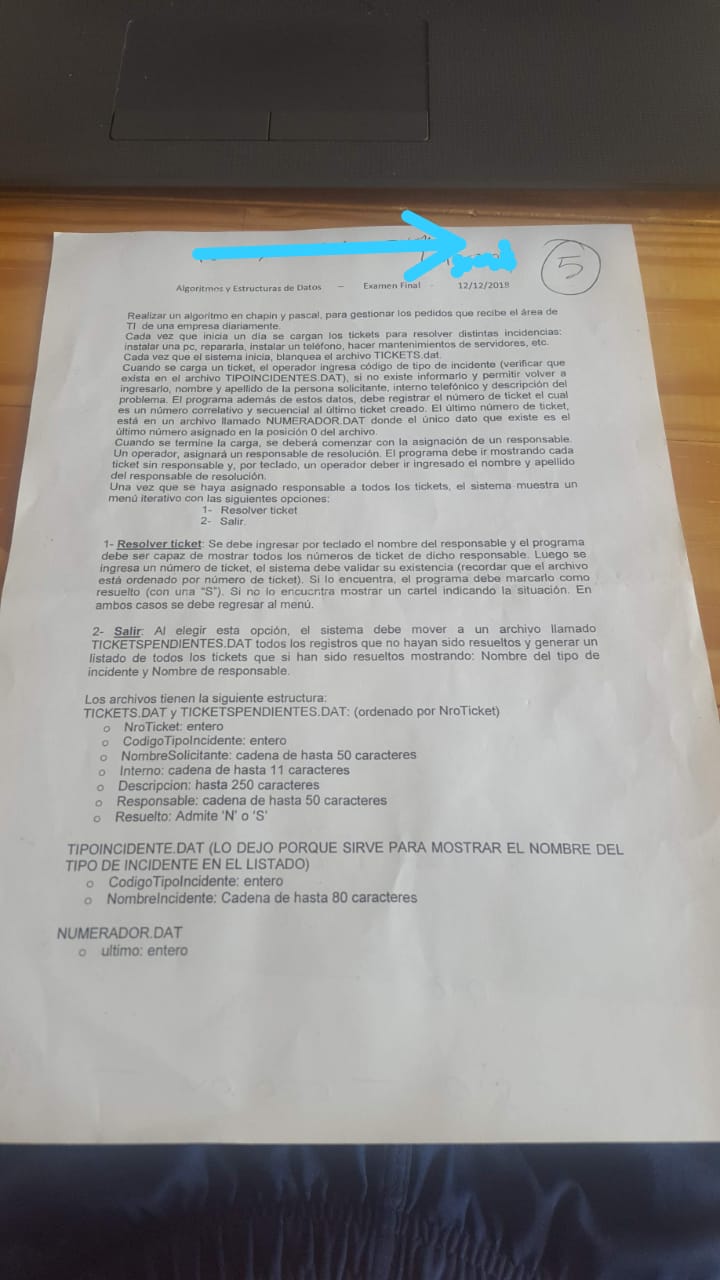 5
Algoritmos y Estructuras de Datos – Examen Final - 12/12/2018
Realizar un algoritmo en chapin y pascal, para gestionar los pedidos que recibe el área de
TI de una empresa diariamente.
Cada vez que inicia un día se cargan los tickets para resolver distintas incidencias:
instalar una pc, repararla, instalar un teléfono, hacer mantenimientos de servidores, etc.
Cada vez que el sistema inicia, blanquea el archivo TICKETS.dat.
Cuando se carga un ticket, el operador ingresa código de tipo de incidente (verificar que
exista en el archivo TIPOINCIDENTES.DAT), si no existe informarlo y permitir volver a
ingresarlo, nombre y apellido de la persona solicitante, interno telefónico y descripción del
problema. El programa además de estos datos, debe registrar el número de ticket el cual
es un número correlativo y secuencial al último ticket creado. El último número de ticket,
está en un archivo llamado NUMERADOR.DAT donde el único dato que existe es el
último número asignado en la posición 0 del archivo.
Cuando se termine la carga, se deberá comenzar con la asignación de un responsable.
Un operador, asignará un responsable de resolución. El programa debe ir mostrando cada
ticket sin responsable y, por teclado, un operador deber ir ingresado el nombre y apellido
del responsable de resolución.
Una vez que se haya asignado responsable a todos los tickets, el sistema muestra un
menú iterativo con las siguientes opciones:
1- Resolver ticket
2- Salir.
1- Resolver ticket: Se debe ingresar por teclado el nombre del responsable y el programa
debe ser capaz de mostrar todos los números de ticket de dicho responsable. Luego se
ingresa un número de ticket, el sistema debe validar su existencia (recordar que el archivo
está ordenado por número de ticket). Si lo encuentra, el programa debe marcarlo como
resuelto (con una "S"). Si no lo encuentra mostrar un cartel indicando la situación. En
ambos casos se debe regresar al menú.
2- Salir: Al elegir esta opción, el sistema debe mover a un archivo llamado
TICKETSPENDIENTES.DAT todos los registros que no hayan sido resueltos y generar un
listado de todos los tickets que si han sido resueltos mostrando: Nombre del tipo de
incidente y Nombre de responsable.
Los archivos tienen la siguiente estructura:
TICKETS.DAT y TICKETSPENDIENTES.DAT: (ordenado por NroTicket)
o NroTicket: entero
o CodigoTipoIncidente: entero
o NombreSolicitante: cadena de hasta 50 caracteres
o Interno: cadena de hasta 11 caracteres
o Descripcion: hasta 250 caracteres
o Responsable: cadena de hasta 50 caracteres
o Resuelto: Admite 'N' o 'S'
TIPOINCIDENTE.DAT (LO DEJO PORQUE SIRVE PARA MOSTRAR EL NOMBRE DEL
TIPO DE INCIDENTE EN EL LISTADO)
o CodigoTipoIncidente: entero
o NombreIncidente: Cadena de hasta 80 caracteres
NUMERADOR.DAT
o ultimo: entero